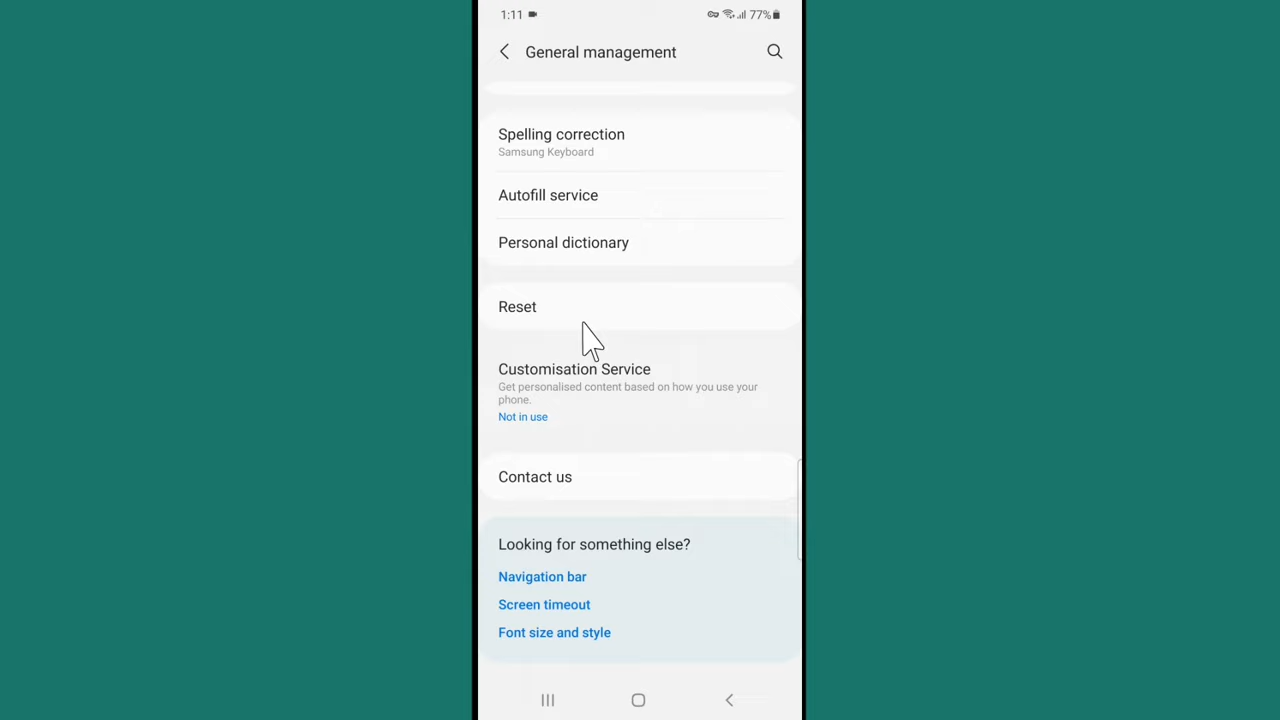 1:11 77%
General management
Spelling correction
Samsung Keyboard
Autofill service
Personal dictionary
Reset
Customisation Service
Get personalised content based on how you use your
phone.
Not in use
Contact us
Looking for something else?
Navigation bar
Screen timeout
Font size and style